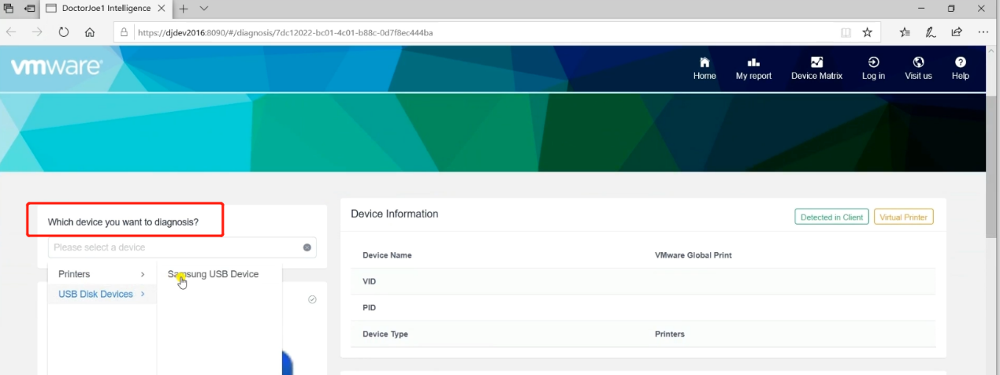 DoctorJoe1 Intelligence
https://djdev2016:8090/#/diagnosis/7dc12022-bc01-4c01-b88c-0d7f8ec444ba
vmware
Home My report Device Matrix Log in Visit us Help
Which device you want to diagnosis?
Please select a device
Printers
USB Disk Devices
Samsung USB Device
Device Information
Detected in Client
Virtual Printer
Device Name VMware Global Print
VID
PID
Device Type Printers